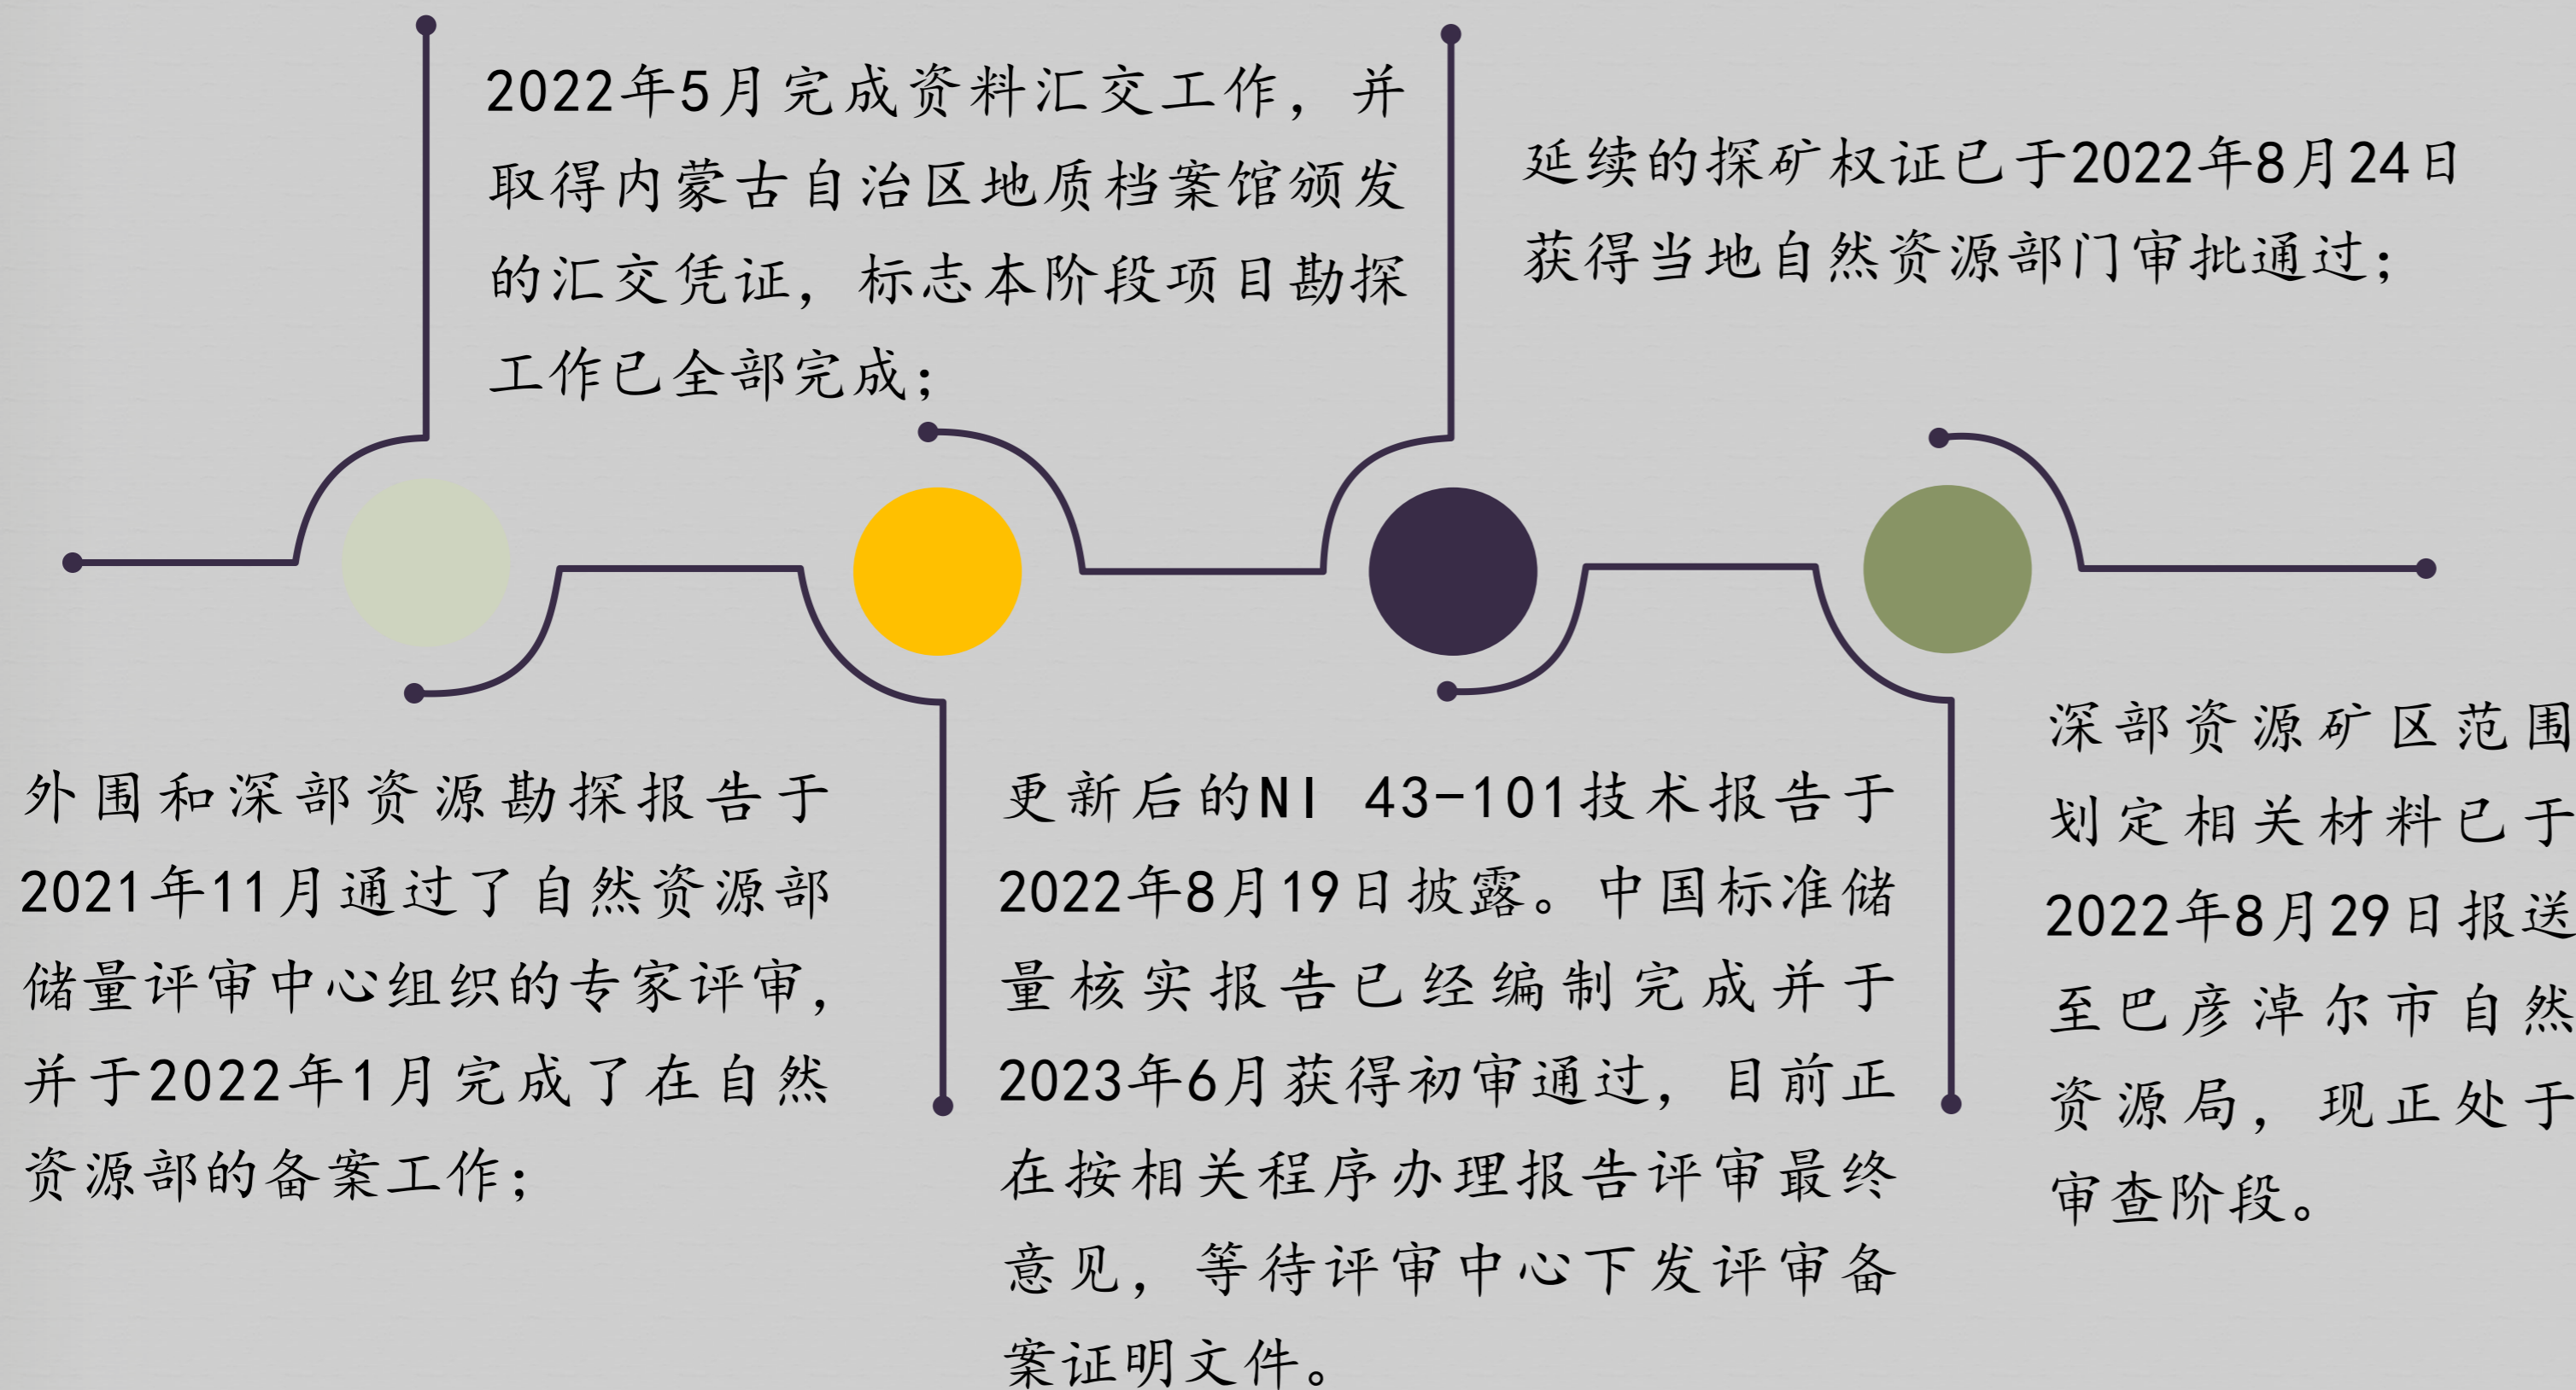 2022年5月完成资料汇交工作，并
取得内蒙古自治区地质档案馆颁发
的汇交凭证，标志本阶段项目勘探
工作已全部完成；
延续的探矿权证已于2022年8月24日
获得当地自然资源部门审批通过；
外围和深部资源勘探报告于
2021年11月通过了自然资源部
储量评审中心组织的专家评审，
并于2022年1月完成了在自然
资源部的备案工作；
更新后的NI 43-101技术报告于
2022年8月19日披露。中国标准储
量核实报告已经编制完成并于
2023年6月获得初审通过，目前正
在按相关程序办理报告评审最终
意见，等待评审中心下发评审备
案证明文件。
深部资源矿区范围
划定相关材料已于
2022年8月29日报送
至巴彦淖尔市自然
资源局，现正处于
审查阶段。